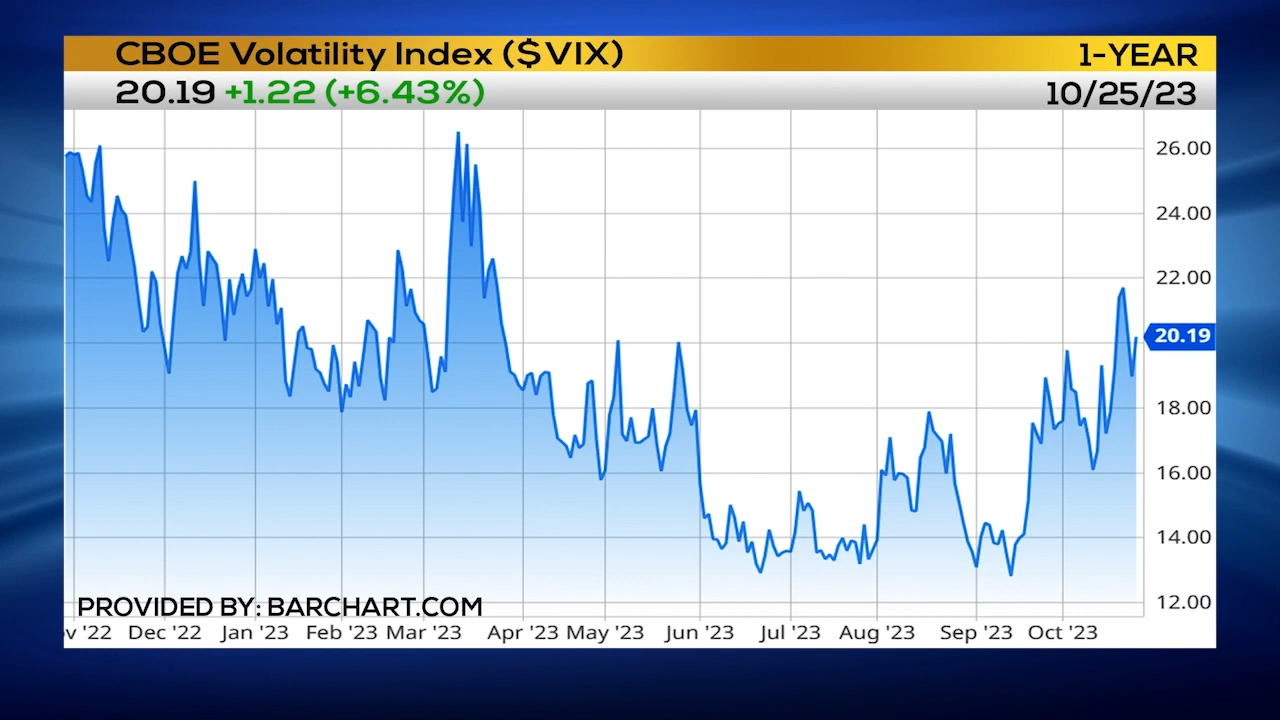 CBOE Volatility Index ($VIX)
1-YEAR
20.19 +1.22 (+6.43%)
10/25/23
26.00
24.00
22.00
20.19
18.00
16.00
14.00
12.00
PROVIDED BY: BARCHART.COM
ov '22 Dec '22 Jan '23 Feb '23 Mar '23 Apr '23 May '23 Jun '23 Jul '23 Aug '23 Sep '23 Oct '23